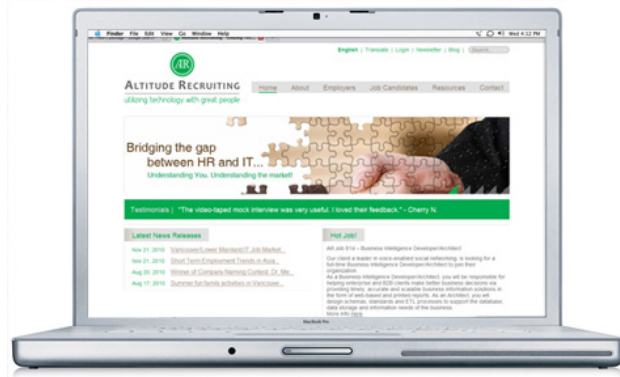 Finder File Edit View Go Window Help
Wed 4:32 PM
English | Translate | Login | Newsletter | Blog |
Search...
AR
ALTITUDE RECRUITING
utilizing technology with great people
Home About Employers Job Candidates Resources Contact
Bridging the gap
between HR and IT...
Understanding You. Understanding the market!
Testimonials | "The video-taped mock interview was very useful. I loved their feedback." - Cherry N.
Latest News Releases
Nov 21, 2010 Vancouver/Lower Mainland IT Job Market...
Nov 21, 2010 Short Term Employment Trends in Asia...
Aug 20, 2010 Winner of Company Naming Contest: Dr. Me...
Aug 17, 2010 Summer fun family activities in Vancouve...
Hot Job!
AR Job 914 – Business Intelligence Developer/Architect
Our client a leader in voice-enabled social networking, is looking for a
full-time Business Intelligence Developer/Architect to join their
organization.
As a Business Intelligence Developer/Architect, you will be responsible for
helping enterprise and B2B clients make better business decisions via
providing timely, accurate and scalable business information solutions in
the form of web-based and printed reports. As an Architect, you will
design schemas, standards and ETL processes to support the database,
data storage and information needs of the business.
More info here
MacBook Pro